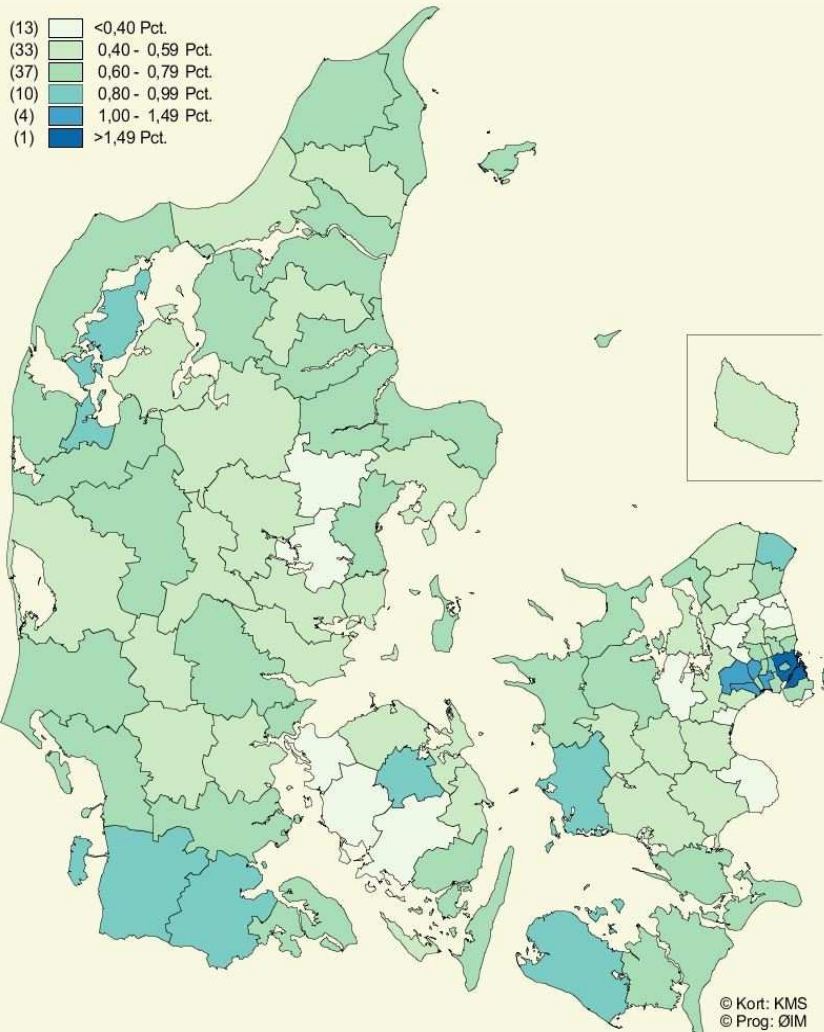 (13) <0,40 Pct.
(33) 0,40 - 0,59 Pct.
(37) 0,60 - 0,79 Pct.
(10) 0,80 - 0,99 Pct.
(4) 1,00 - 1,49 Pct.
(1) >1,49 Pct.
© Kort: KMS
© Prog: ØIM